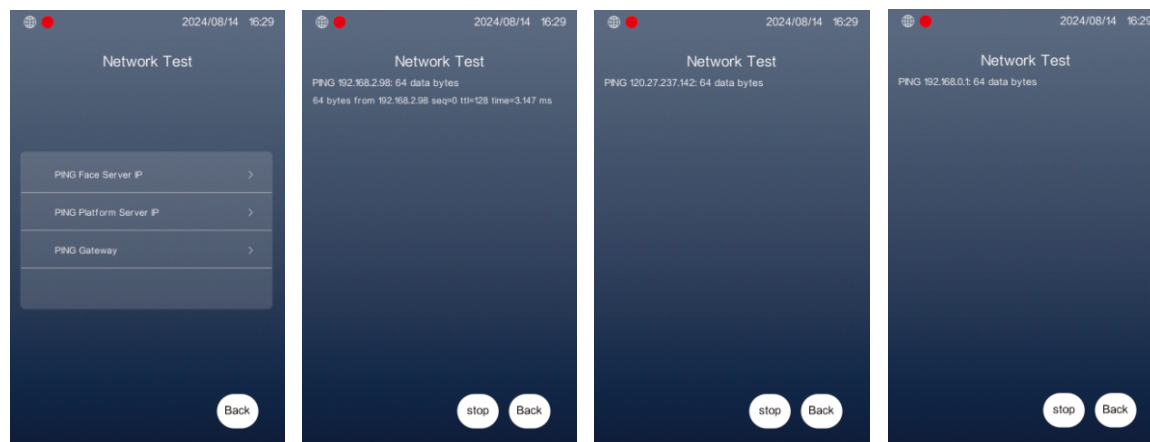 2024/08/14 16:29
Network Test
PING Face Server IP
PING Platform Server IP
PING Gateway
Back
2024/08/14 16:29
Network Test
PING 192.168.2.98: 64 data bytes
64 bytes from 192.168.2.98 seq=0 ttl=128 time=3.147 ms
stop Back
2024/08/14 16:29
Network Test
PING 120.27.237.142: 64 data bytes
stop Back
2024/08/14 16:29
Network Test
PING 192.168.0.1: 64 data bytes
stop Back